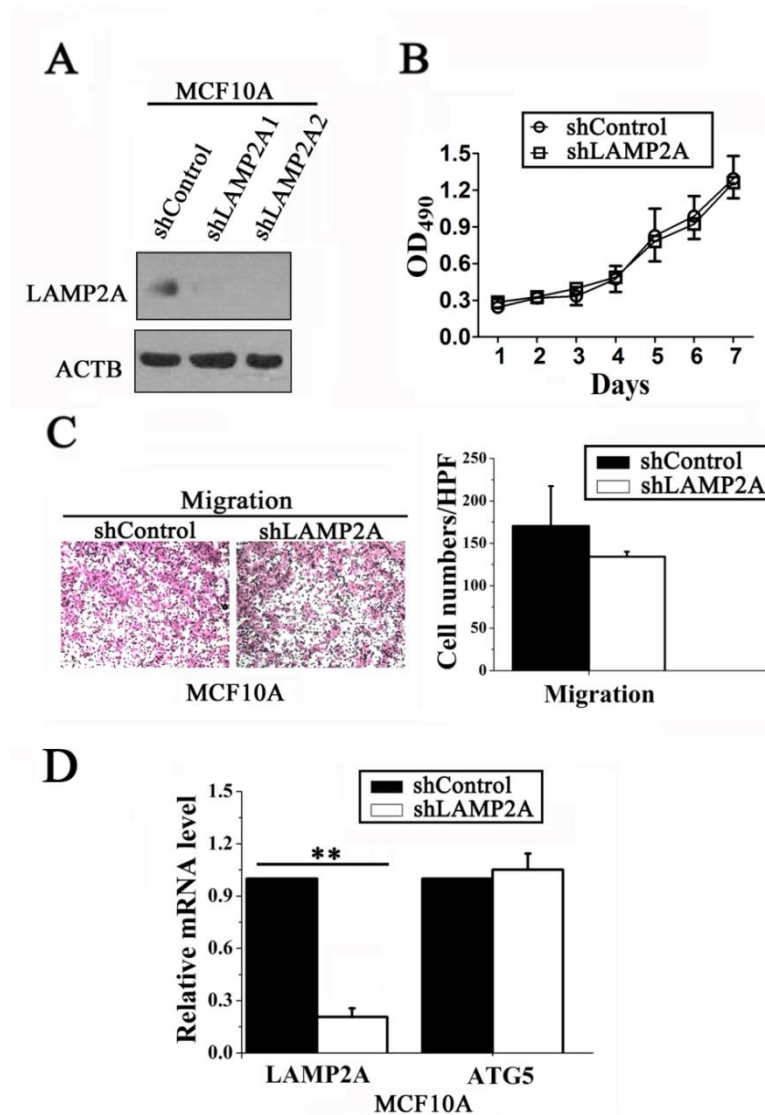 A
MCF10A
shControl
shLAMP2A1
shLAMP2A2
LAMP2A
ACTB
B
shControl
shLAMP2A
OD490
1.5
1.2
0.9
0.6
0.3
0.0
1 2 3 4 5 6 7
Days
C
Migration
shControl shLAMP2A
MCF10A
shControl
shLAMP2A
Cell numbers/HPF
250
200
175
150
100
50
0
Migration
D
shControl
shLAMP2A
Relative mRNA level
1.5
1.2
0.9
0.6
0.3
0.0
**
LAMP2A ATG5
MCF10A